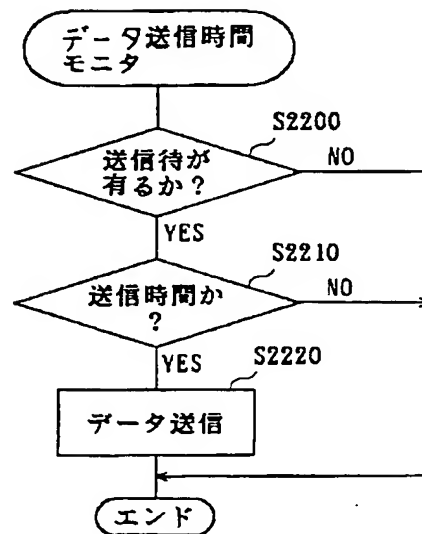 データ送信時間
モニタ
S2200
送信待が
有るか？
NO
YES
S2210
送信時間か
？
NO
YES
S2220
データ送信
エンド